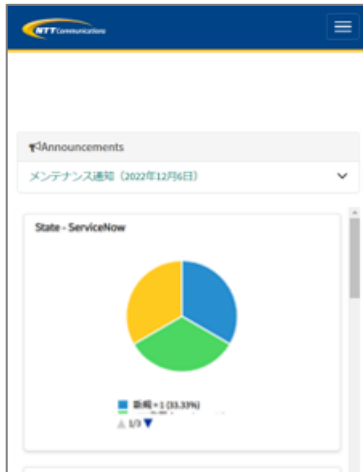 NTT Communications
Announcements
メンテナンス通知（2022年12月6日）
State - ServiceNow
新規 = 1 (33.33%)
1/3